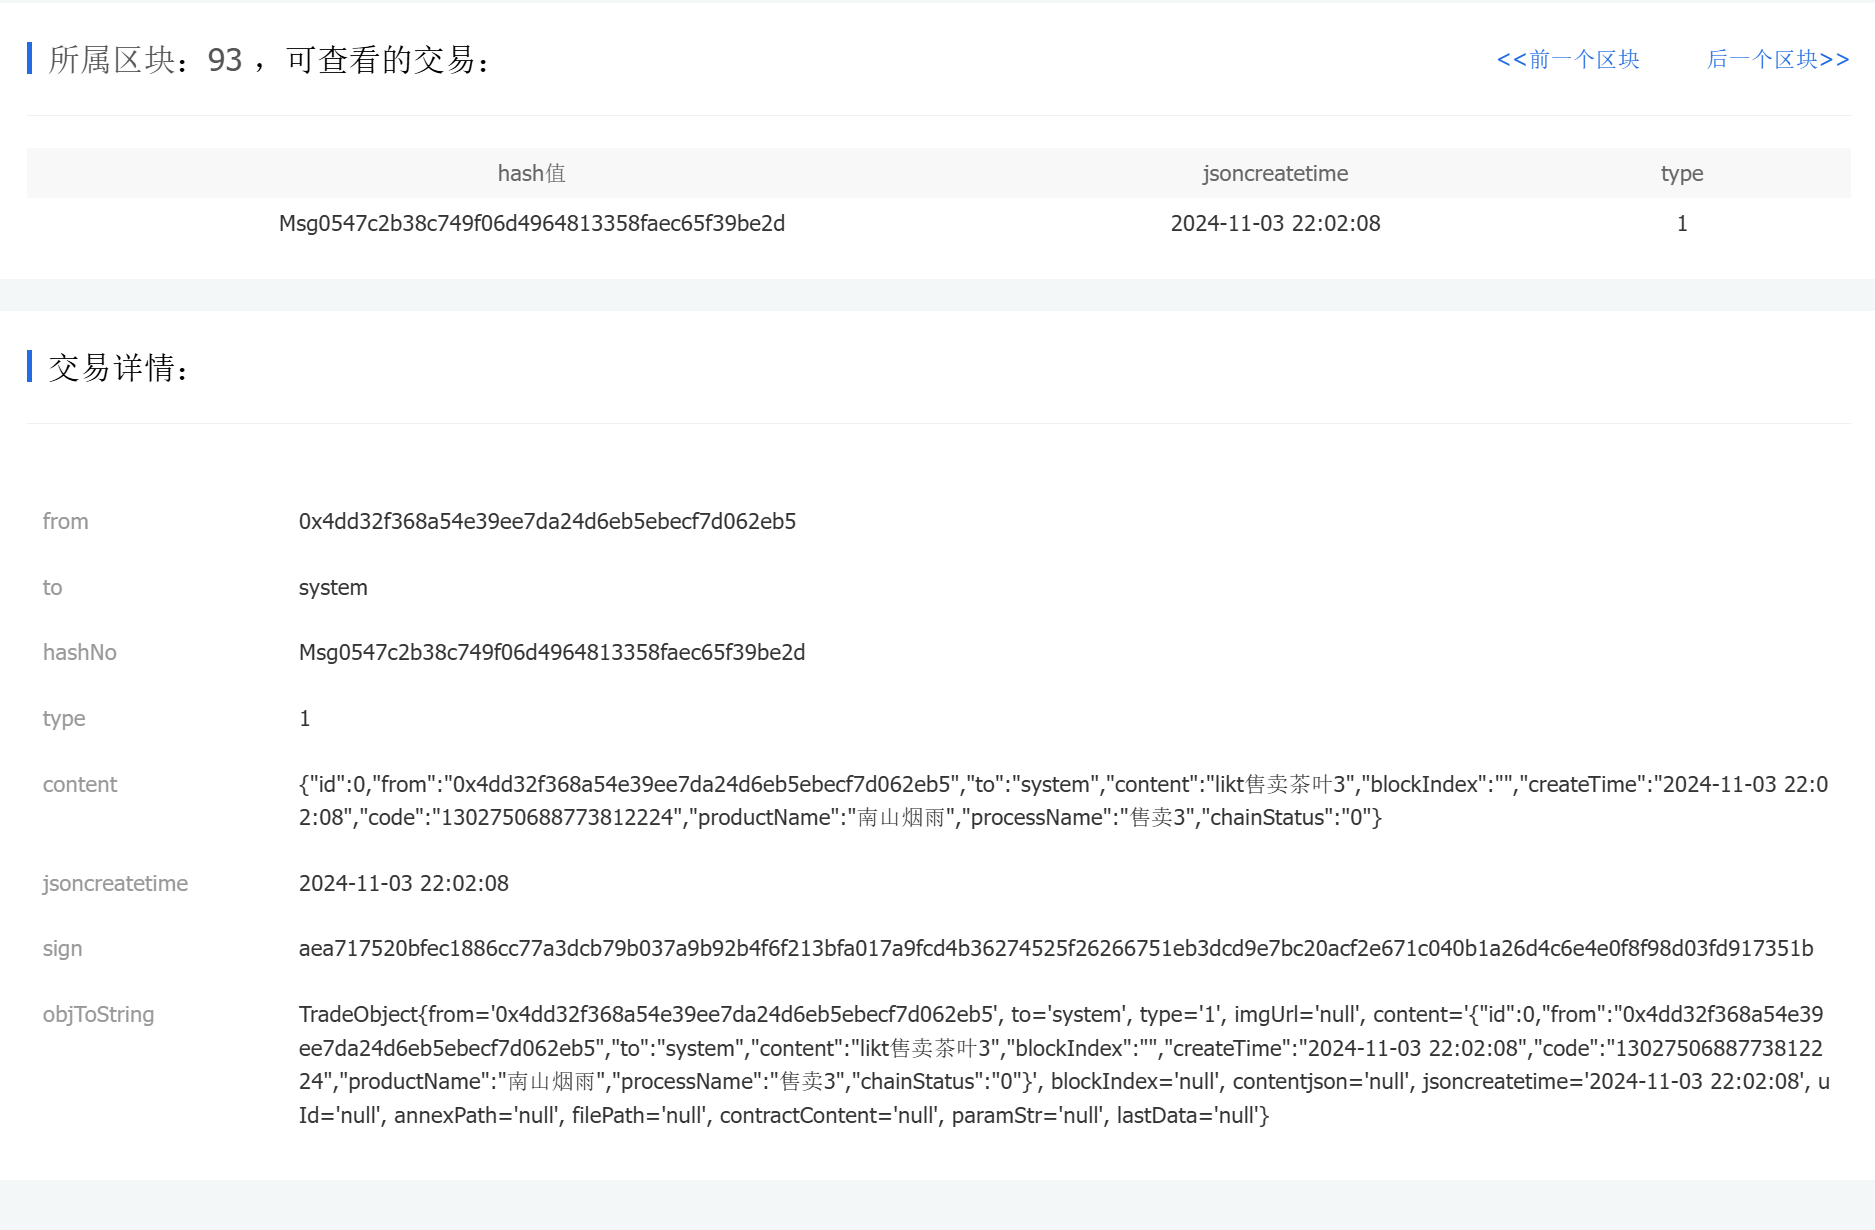 所属区块：93 ，可查看的交易：
<<前一个区块 后一个区块>>
hash值 jsoncreatetime type
Msg0547c2b38c749f06d4964813358faec65f39be2d 2024-11-03 22:02:08 1
交易详情：
from 0x4dd32f368a54e39ee7da24d6eb5ebecf7d062eb5
to system
hashNo Msg0547c2b38c749f06d4964813358faec65f39be2d
type 1
content {"id":0,"from":"0x4dd32f368a54e39ee7da24d6eb5ebecf7d062eb5","to":"system","content":"likt售卖茶叶3","blockIndex":"","createTime":"2024-11-03 22:0
2:08","code":"1302750688773812224","productName":"南山烟雨","processName":"售卖3","chainStatus":"0"}
jsoncreatetime 2024-11-03 22:02:08
sign aea717520bfec1886cc77a3dcb79b037a9b92b4f6f213bfa017a9fcd4b36274525f26266751eb3dcd9e7bc20acf2e671c040b1a26d4c6e4e0f8f98d03fd917351b
objToString TradeObject{from='0x4dd32f368a54e39ee7da24d6eb5ebecf7d062eb5', to='system', type='1', imgUrl='null', content='{"id":0,"from":"0x4dd32f368a54e39
ee7da24d6eb5ebecf7d062eb5","to":"system","content":"likt售卖茶叶3","blockIndex":"","createTime":"2024-11-03 22:02:08","code":"13027506887738122
24","productName":"南山烟雨","processName":"售卖3","chainStatus":"0"}', blockIndex='null', contentjson='null', jsoncreatetime='2024-11-03 22:02:08', u
Id='null', annexPath='null', filePath='null', contractContent='null', paramStr='null', lastData='null'}